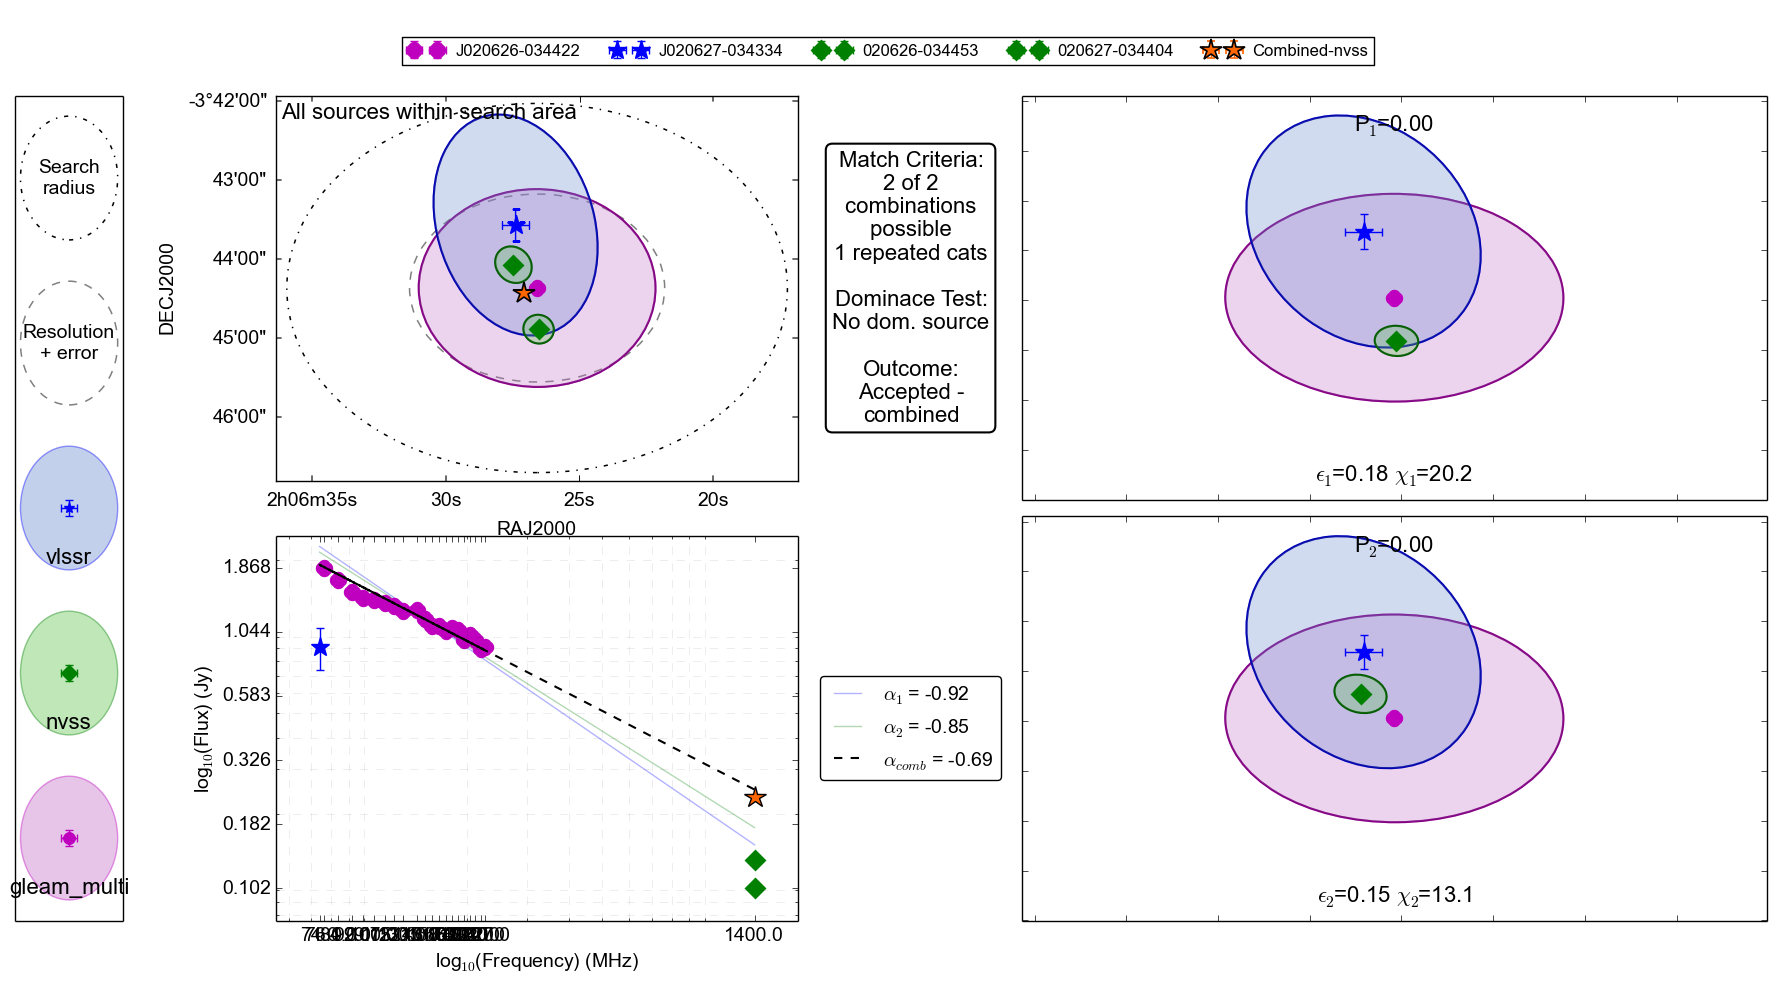 J020626-034422 J020627-034334 020626-034453 020627-034404 Combined-nvss
Search
radius
Resolution
+ error
vlssr
nvss
gleam_multi
All sources within search area
-3°42'00"
43'00"
44'00"
45'00"
46'00"
DECJ2000
2h06m35s 30s 25s 20s
RAJ2000
Match Criteria:
2 of 2
combinations
possible
1 repeated cats
Dominace Test:
No dom. source
Outcome:
Accepted -
combined
P1=0.00
ϵ1=0.18 χ1=20.2
P2=0.00
ϵ2=0.15 χ2=13.1
1.868
1.044
0.583
0.326
0.182
0.102
log10(Flux) (Jy)
1400.0
log10(Frequency) (MHz)
α1 = -0.92
α2 = -0.85
αcomb = -0.69